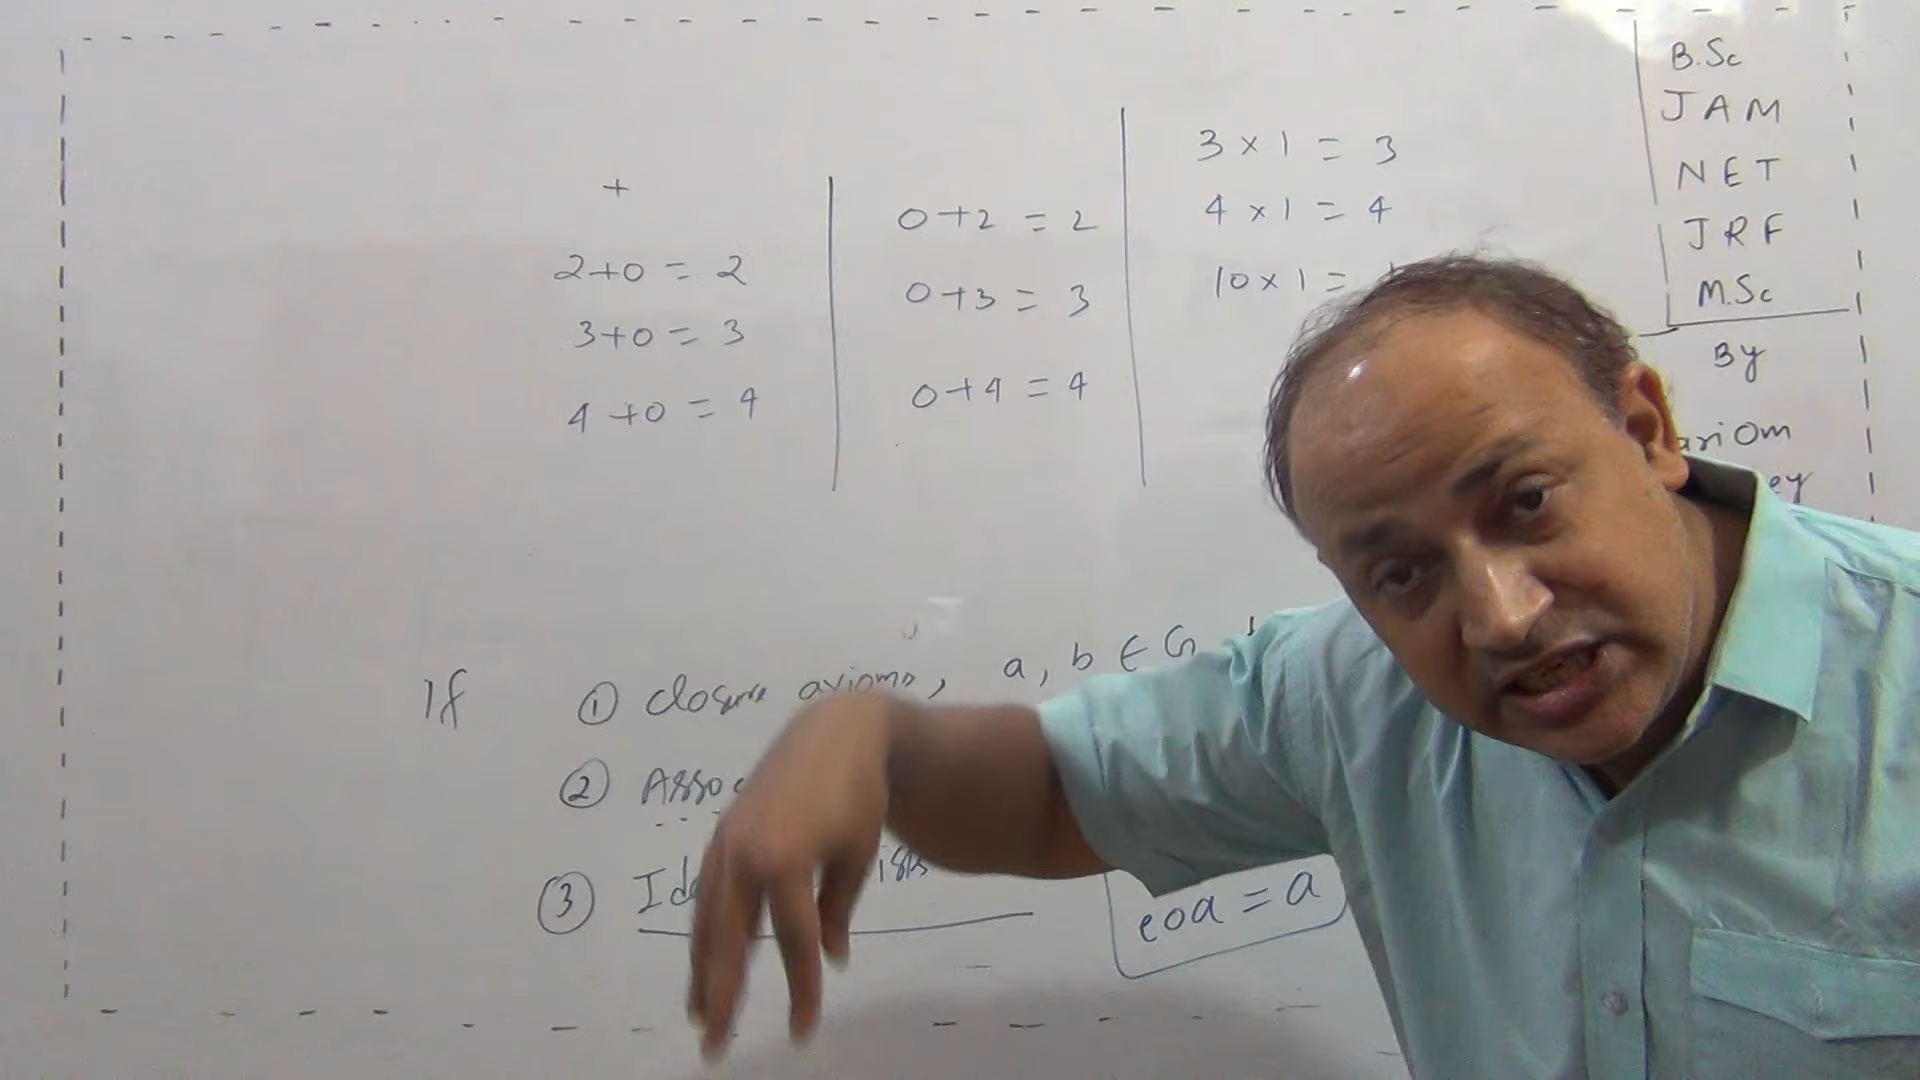 +
2+0 = 2
3+0 = 3
4+0 = 4
0+2 = 2
0+3 = 3
0+4 = 4
3 × 1 = 3
4 × 1 = 4
10 × 1 =
B.Sc
JAM
NET
JRF
M.Sc
By
If ① closure axioms, a, b ∈ G
②
③
eoa = a